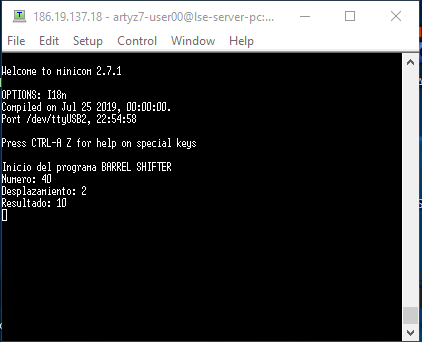 186.19.137.18 - artyz7-user00@lse-server-pc:...
File Edit Setup Control Window Help
Welcome to minicom 2.7.1
OPTIONS: I18n
Compiled on Jul 25 2019, 00:00:00.
Port /dev/ttyUSB2, 22:54:58
Press CTRL-A Z for help on special keys
Inicio del programa BARREL SHIFTER
Numero: 40
Desplazamiento: 2
Resultado: 10